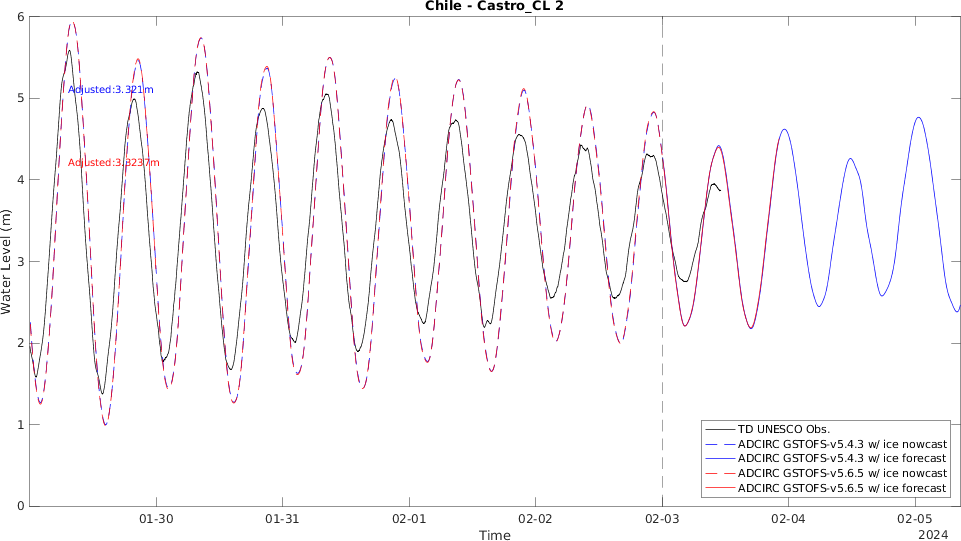 Chile - Castro_CL 2
Water Level (m)
6
5
4
3
2
1
0
Adjusted:3.321m
Adjusted:3.3237m
TD UNESCO Obs.
ADCIRC GSTOFS-v5.4.3 w/ ice nowcast
ADCIRC GSTOFS-v5.4.3 w/ ice forecast
ADCIRC GSTOFS-v5.6.5 w/ ice nowcast
ADCIRC GSTOFS-v5.6.5 w/ ice forecast
01-30 01-31 02-01 02-02 02-03 02-04 02-05
Time
2024